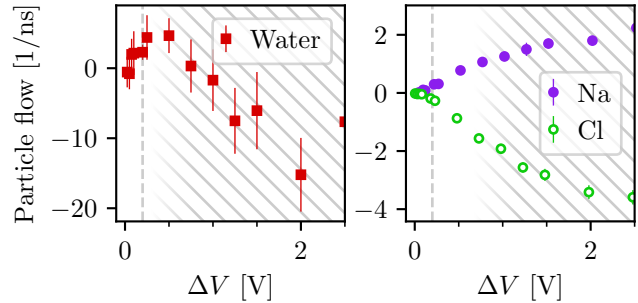 Particle flow [1/ns]
0
−10
−20
Water
0
2
ΔV [V]
2
0
−2
−4
Na
Cl
0
2
ΔV [V]